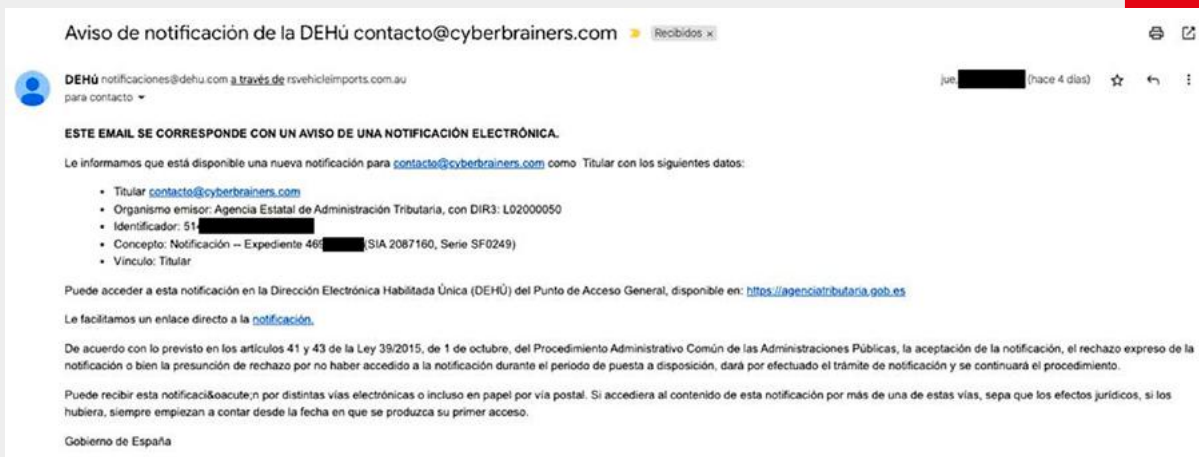 Aviso de notificación de la DEHú contacto@cyberbrainers.com Recibidos x
DEHú notificaciones@dehu.com a través de rsvehicleimports.com.au jue, (hace 4 días)
para contacto
ESTE EMAIL SE CORRESPONDE CON UN AVISO DE UNA NOTIFICACIÓN ELECTRÓNICA.
Le informamos que está disponible una nueva notificación para contacto@cyberbrainers.com como Titular con los siguientes datos:
• Titular contacto@cyberbrainers.com
• Organismo emisor: Agencia Estatal de Administración Tributaria, con DIR3: L02000050
• Identificador: 514
• Concepto: Notificación -- Expediente 469 (SIA 2087160, Serie SF0249)
• Vínculo: Titular
Puede acceder a esta notificación en la Dirección Electrónica Habilitada Única (DEHÚ) del Punto de Acceso General, disponible en: https://agenciatributaria.gob.es
Le facilitamos un enlace directo a la notificación.
De acuerdo con lo previsto en los artículos 41 y 43 de la Ley 39/2015, de 1 de octubre, del Procedimiento Administrativo Común de las Administraciones Públicas, la aceptación de la notificación, el rechazo expreso de la
notificación o bien la presunción de rechazo por no haber accedido a la notificación durante el periodo de puesta a disposición, dará por efectuado el trámite de notificación y se continuará el procedimiento.
Puede recibir esta notificaci&oacute;n por distintas vías electrónicas o incluso en papel por vía postal. Si accediera al contenido de esta notificación por más de una de estas vías, sepa que los efectos jurídicos, si los
hubiera, siempre empiezan a contar desde la fecha en que se produzca su primer acceso.
Gobierno de España